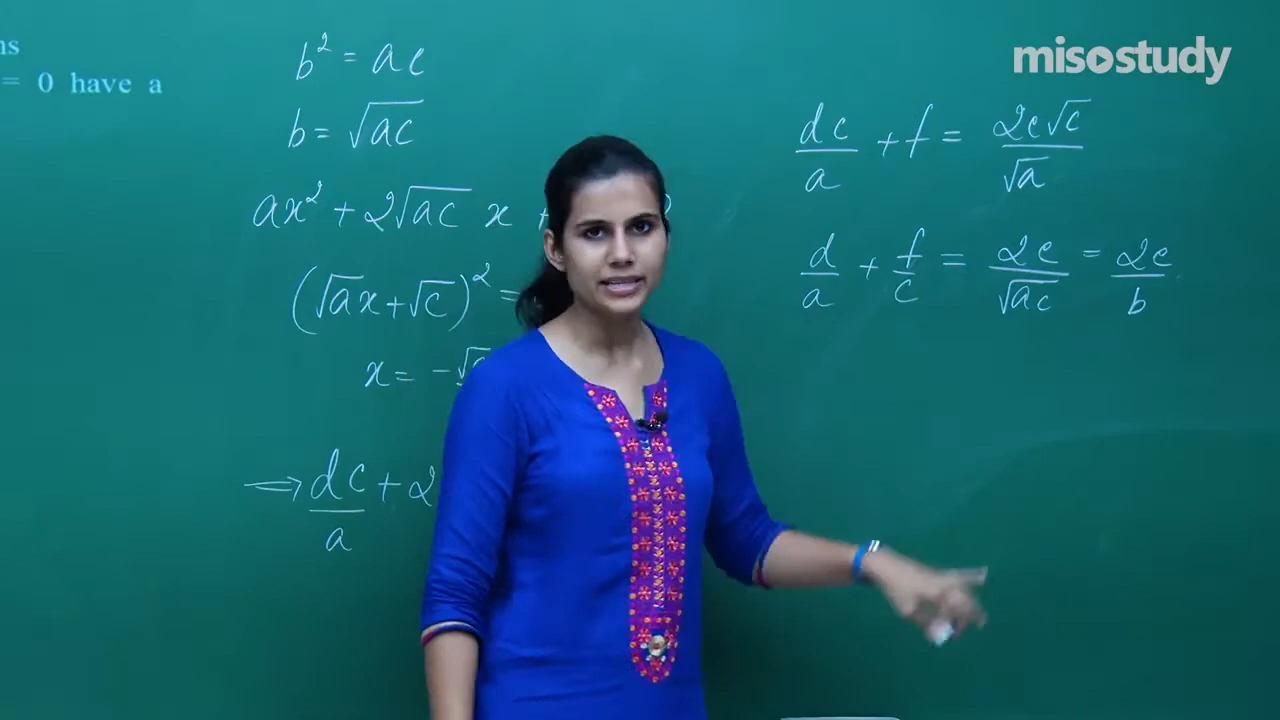 ns
= 0 have a
b² = ac
b = √ac
ax² + 2√ac x +
(√a x + √c)² =
x = -√
⇒ dc/a + 2
misostudy
dc/a + f = 2e√c/√a
d/a + f/c = 2e/√ac = 2e/b